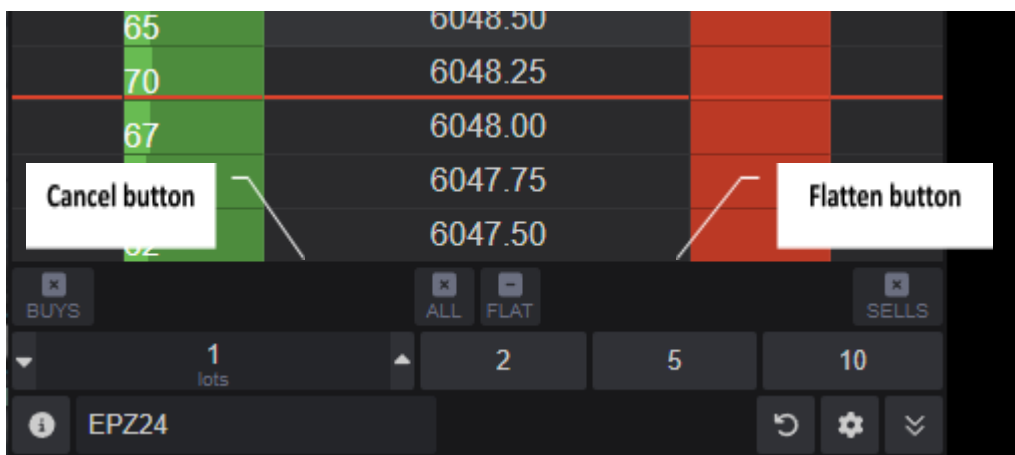 65 6048.50
70 6048.25
67 6048.00
Cancel button 6047.75 Flatten button
62 6047.50
BUYS ALL FLAT SELLS
1 2 5 10
lots
EPZ24